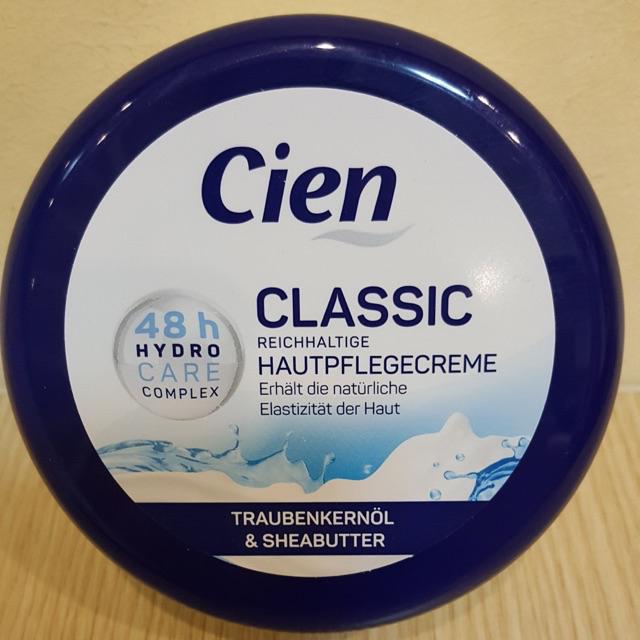 Cien
CLASSIC
REICHHALTIGE
HAUTPFLEGECREME
Erhält die natürliche
Elastizität der Haut
48 h
HYDRO
CARE
COMPLEX
TRAUBENKERNÖL
& SHEABUTTER